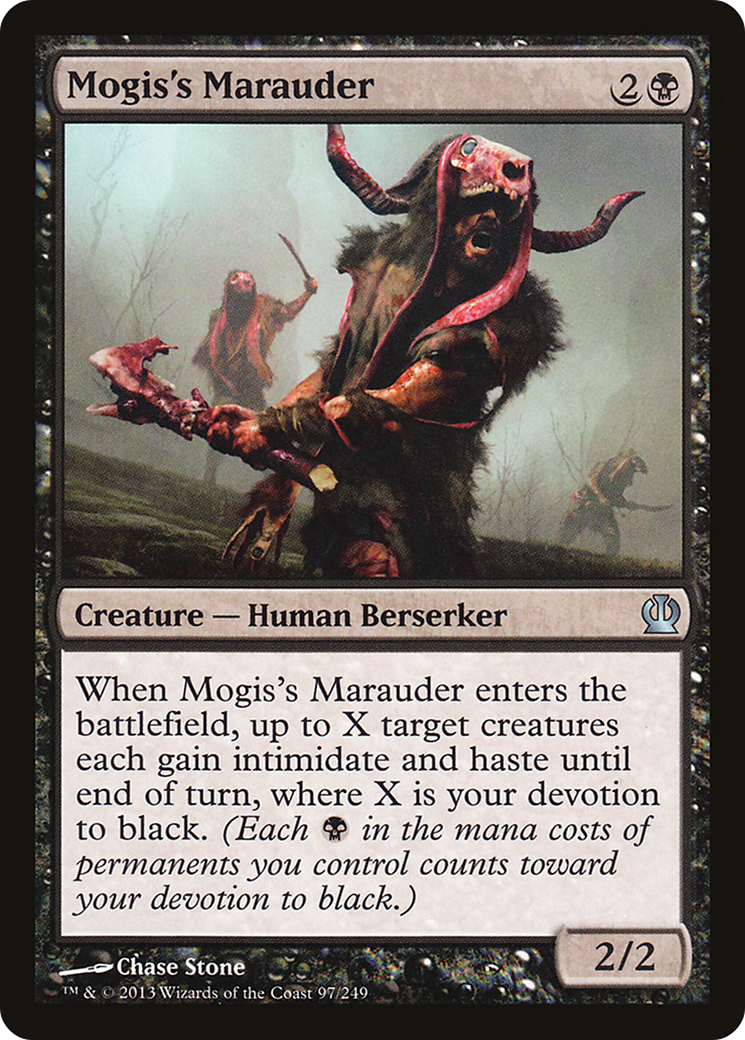 Mogis's Marauder 2
Creature — Human Berserker
When Mogis's Marauder enters the
battlefield, up to X target creatures
each gain intimidate and haste until
end of turn, where X is your devotion
to black. (Each in the mana costs of
permanents you control counts toward
your devotion to black.)
2/2
Chase Stone
™ & © 2013 Wizards of the Coast 97/249